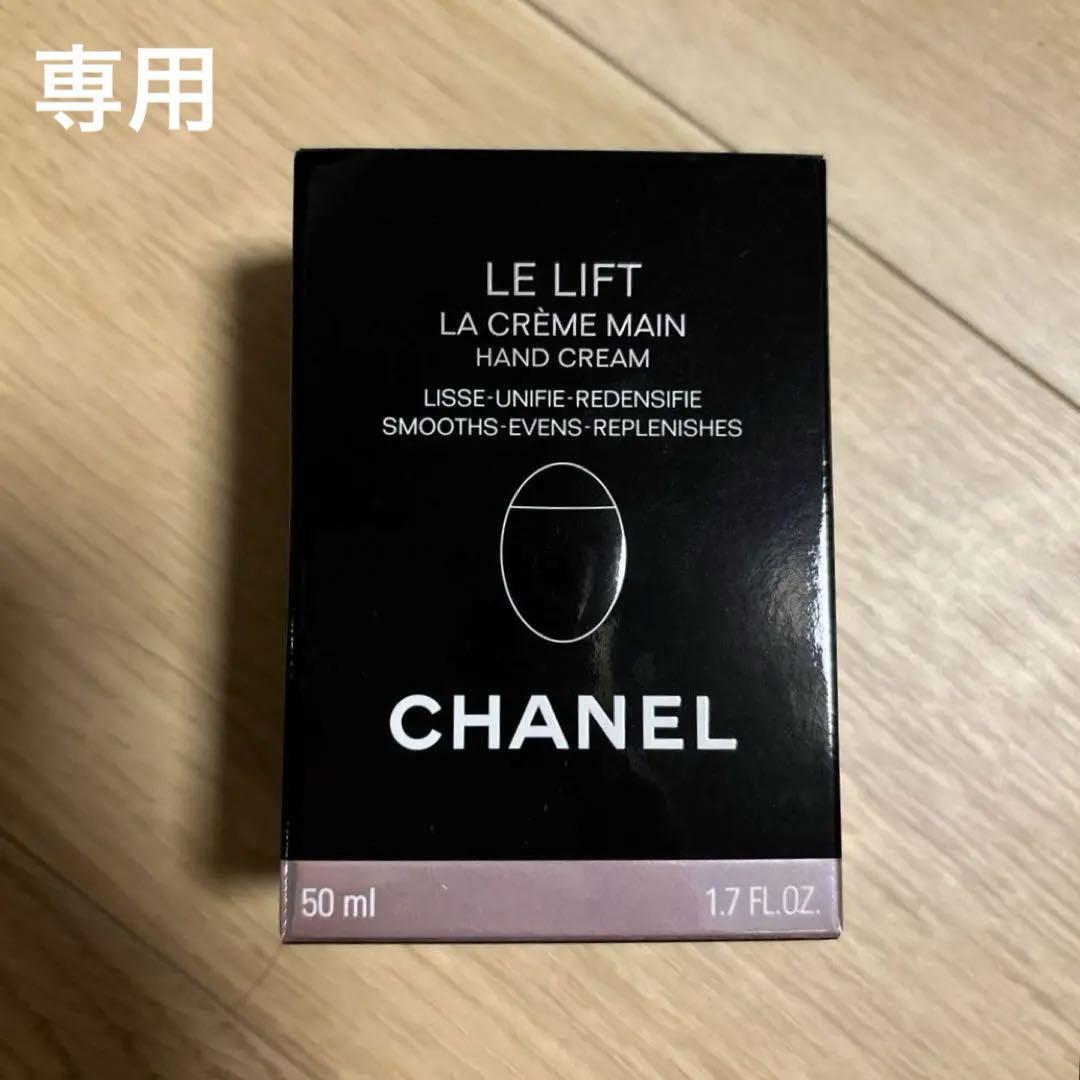 専用
LE LIFT
LA CRÈME MAIN
HAND CREAM
LISSE-UNIFIE-REDENSIFIE
SMOOTHS-EVENS-REPLENISHES
CHANEL
50 ml
1.7 FL.OZ.